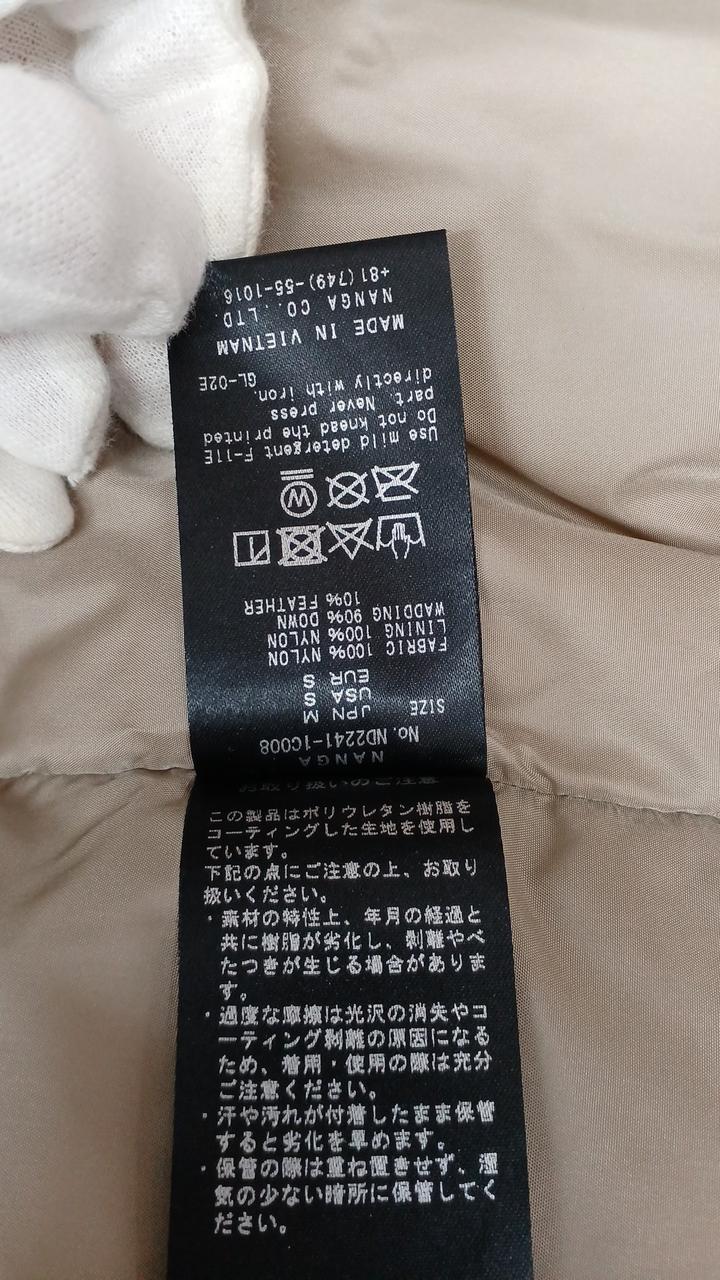 NANGA
No. ND2241-1C008
SIZE JPN M
USA S
EUR S
FABRIC 100% NYLON
LINING 100% NYLON
WADDING 90% DOWN
10% FEATHER
W
Use mild detergent F-11E
Do not knead the printed
part. Never press
directly with iron.
GL-02E
MADE IN VIETNAM
NANGA CO., LTD.
+81(749)-55-1016
お取り扱いのご注意
この製品はポリウレタン樹脂を
コーティングした生地を使用し
ています。
下記の点にご注意の上、お取り
扱いください。
・素材の特性上、年月の経過と
共に樹脂が劣化し、剥離やべ
たつきが生じる場合がありま
す。
・過度な摩擦は光沢の消失やコ
ーティング剥離の原因になる
ため、着用・使用の際は充分
ご注意ください。
・汗や汚れが付着したまま保管
すると劣化を早めます。
・保管の際は重ね置きせず、湿
気の少ない暗所に保管してく
ださい。